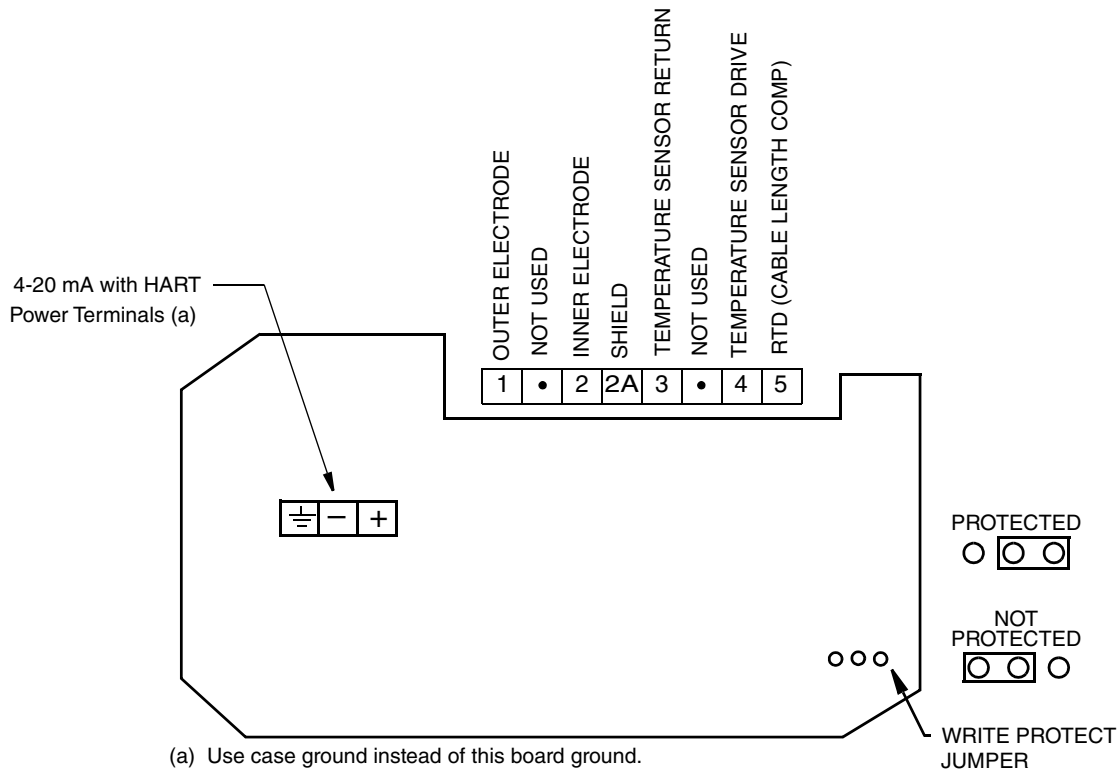 OUTER ELECTRODE
NOT USED
INNER ELECTRODE
SHIELD
TEMPERATURE SENSOR RETURN
NOT USED
TEMPERATURE SENSOR DRIVE
RTD (CABLE LENGTH COMP)
4-20 mA with HART
Power Terminals (a)
1 • 2 2A 3 • 4 5
− +
PROTECTED
NOT
PROTECTED
WRITE PROTECT
JUMPER
(a) Use case ground instead of this board ground.